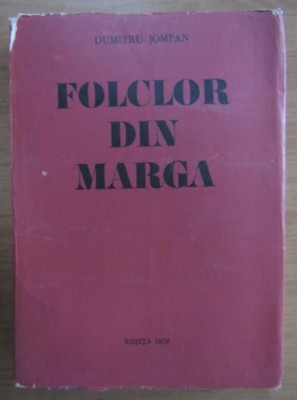 DUMITRU JOMPAN
FOLCLOR
DIN
MARGA
REȘIȚA 1979